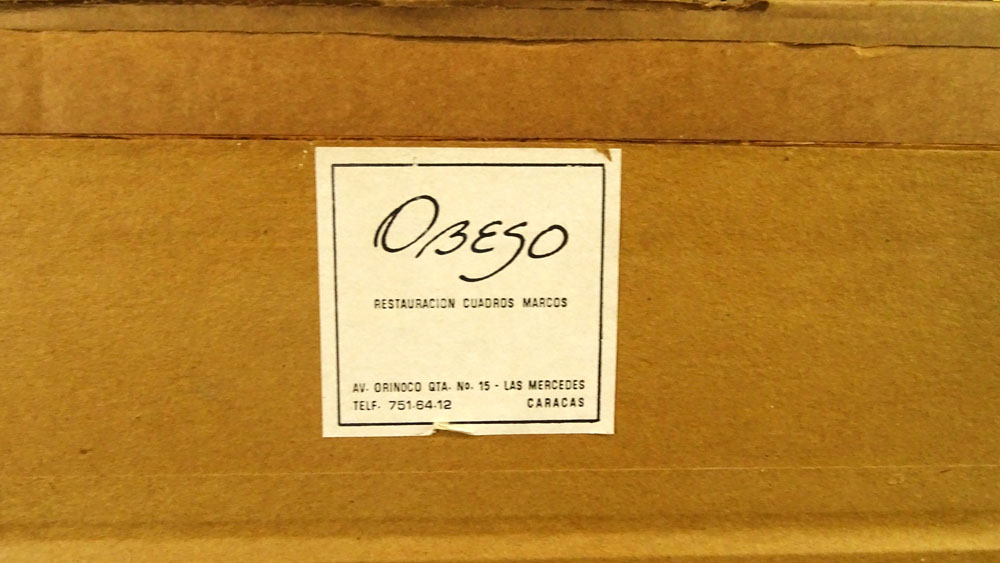 OBESO
RESTAURACION CUADROS MARCOS
AV. ORINOCO QTA. No. 15 - LAS MERCEDES
TELF. 751-64-12 CARACAS